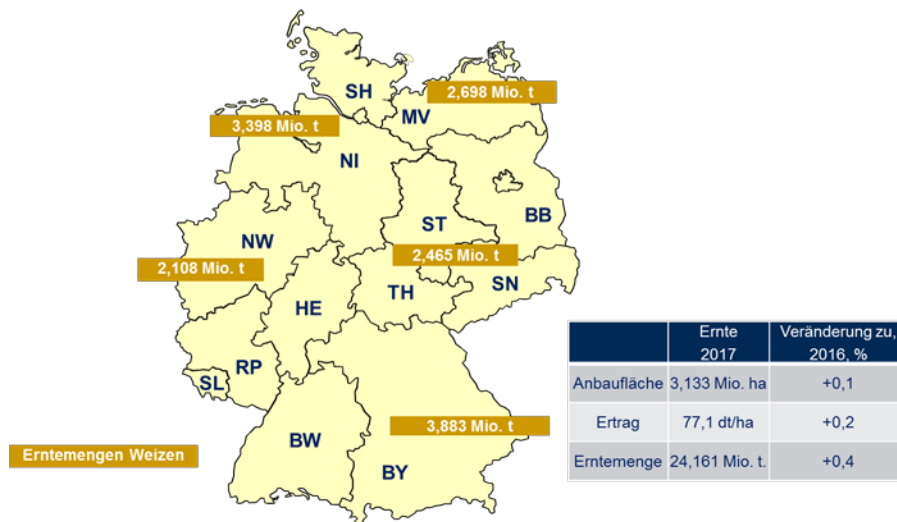 SH
2,698 Mio. t
MV
3,398 Mio. t
NI
BB
ST
NW
2,465 Mio. t
2,108 Mio. t
SN
TH
HE
RP
SL
3,883 Mio. t
BW
BY
Erntemengen Weizen
Ernte 2017
Veränderung zu, 2016, %
Anbaufläche 3,133 Mio. ha +0,1
Ertrag 77,1 dt/ha +0,2
Erntemenge 24,161 Mio. t. +0,4